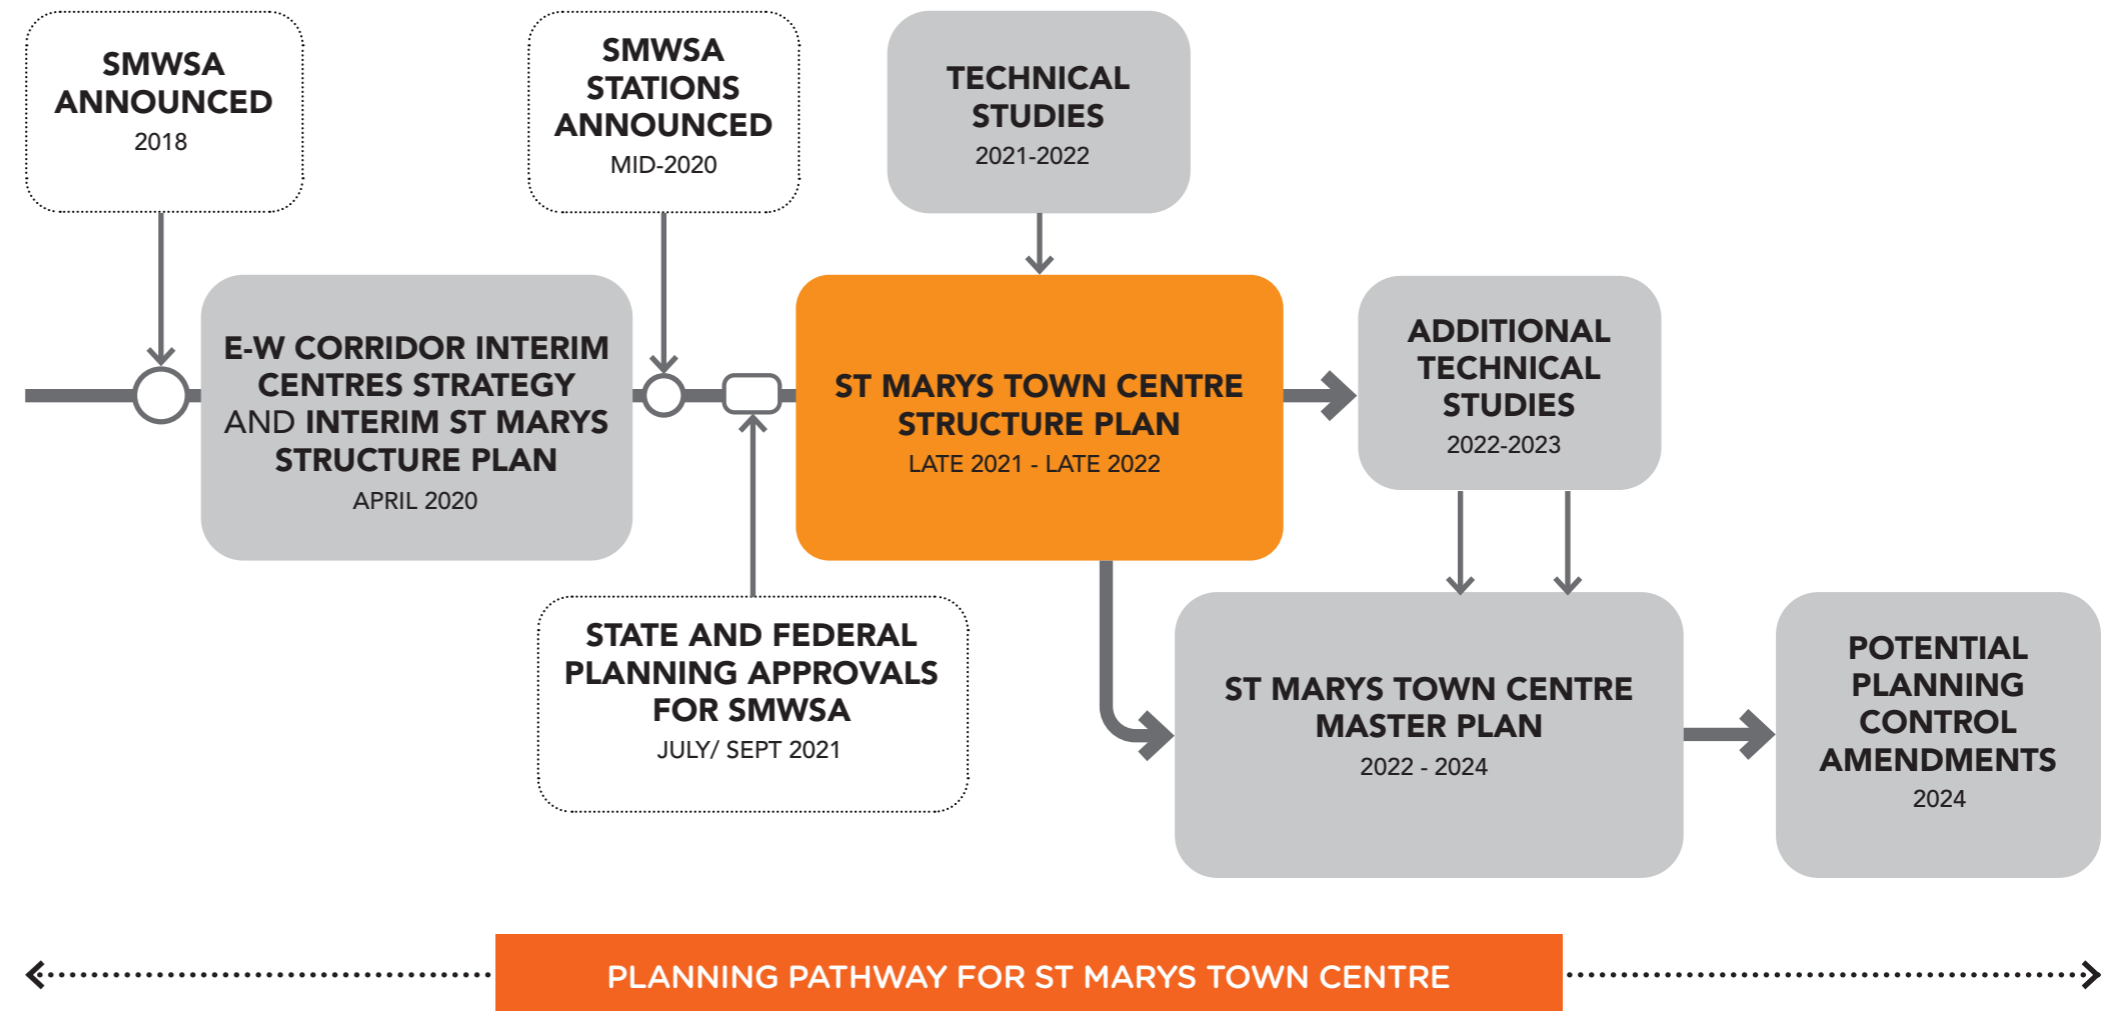 SMWSA
ANNOUNCED
2018
SMWSA
STATIONS
ANNOUNCED
MID-2020
TECHNICAL
STUDIES
2021-2022
E-W CORRIDOR INTERIM
CENTRES STRATEGY
AND INTERIM ST MARYS
STRUCTURE PLAN
APRIL 2020
ST MARYS TOWN CENTRE
STRUCTURE PLAN
LATE 2021 - LATE 2022
ADDITIONAL
TECHNICAL
STUDIES
2022-2023
STATE AND FEDERAL
PLANNING APPROVALS
FOR SMWSA
JULY/ SEPT 2021
ST MARYS TOWN CENTRE
MASTER PLAN
2022 - 2024
POTENTIAL
PLANNING
CONTROL
AMENDMENTS
2024
PLANNING PATHWAY FOR ST MARYS TOWN CENTRE